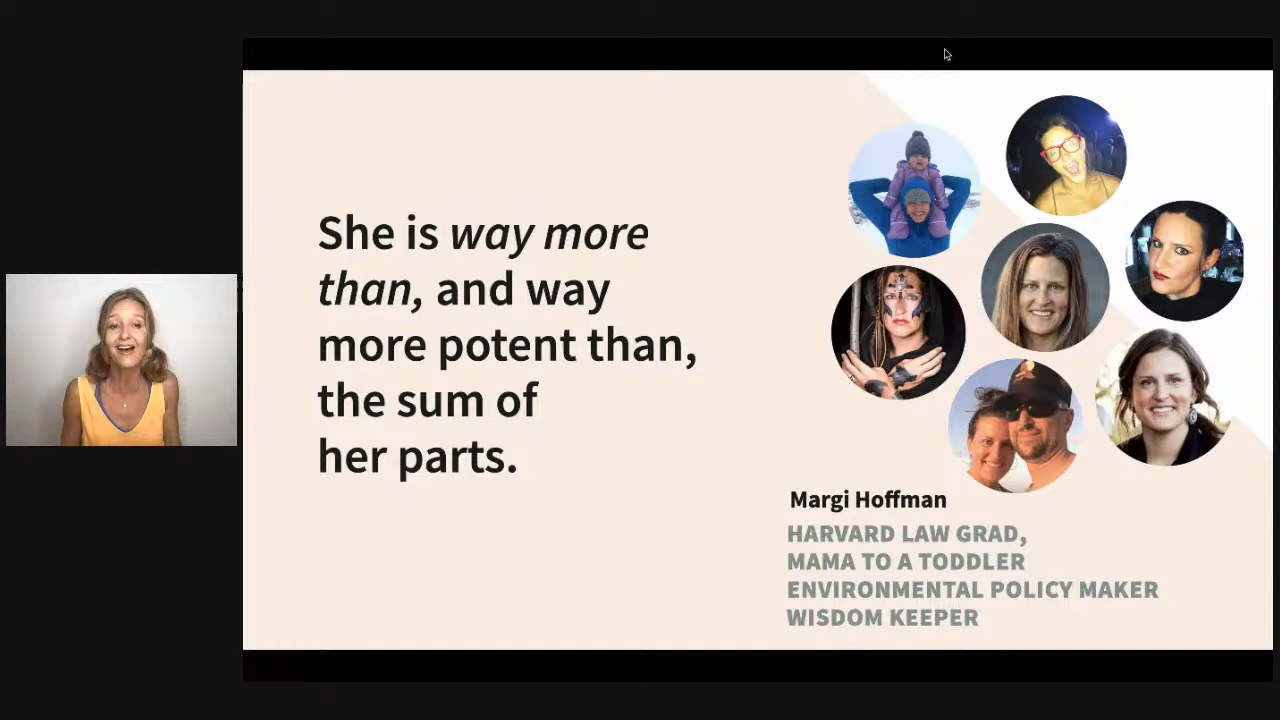 She is way more
than, and way
more potent than,
the sum of
her parts.
Margi Hoffman
HARVARD LAW GRAD,
MAMA TO A TODDLER
ENVIRONMENTAL POLICY MAKER
WISDOM KEEPER